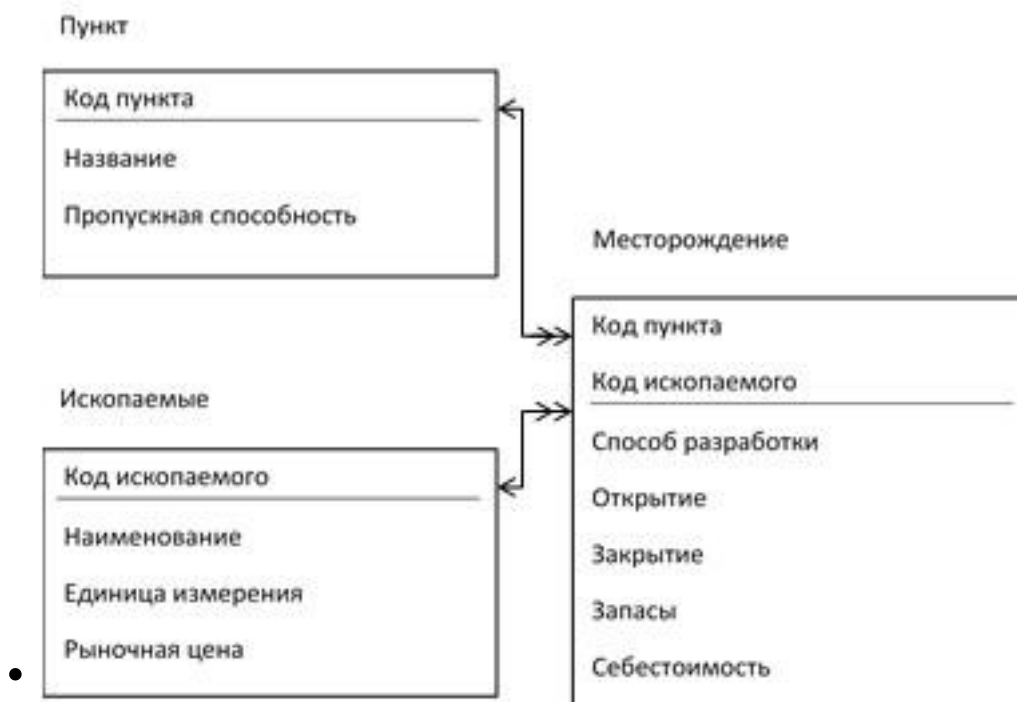 Пункт
Код пункта
Название
Пропускная способность
Месторождение
Код пункта
Код ископаемого
Способ разработки
Открытие
Закрытие
Запасы
Себестоимость
Ископаемые
Код ископаемого
Наименование
Единица измерения
Рыночная цена